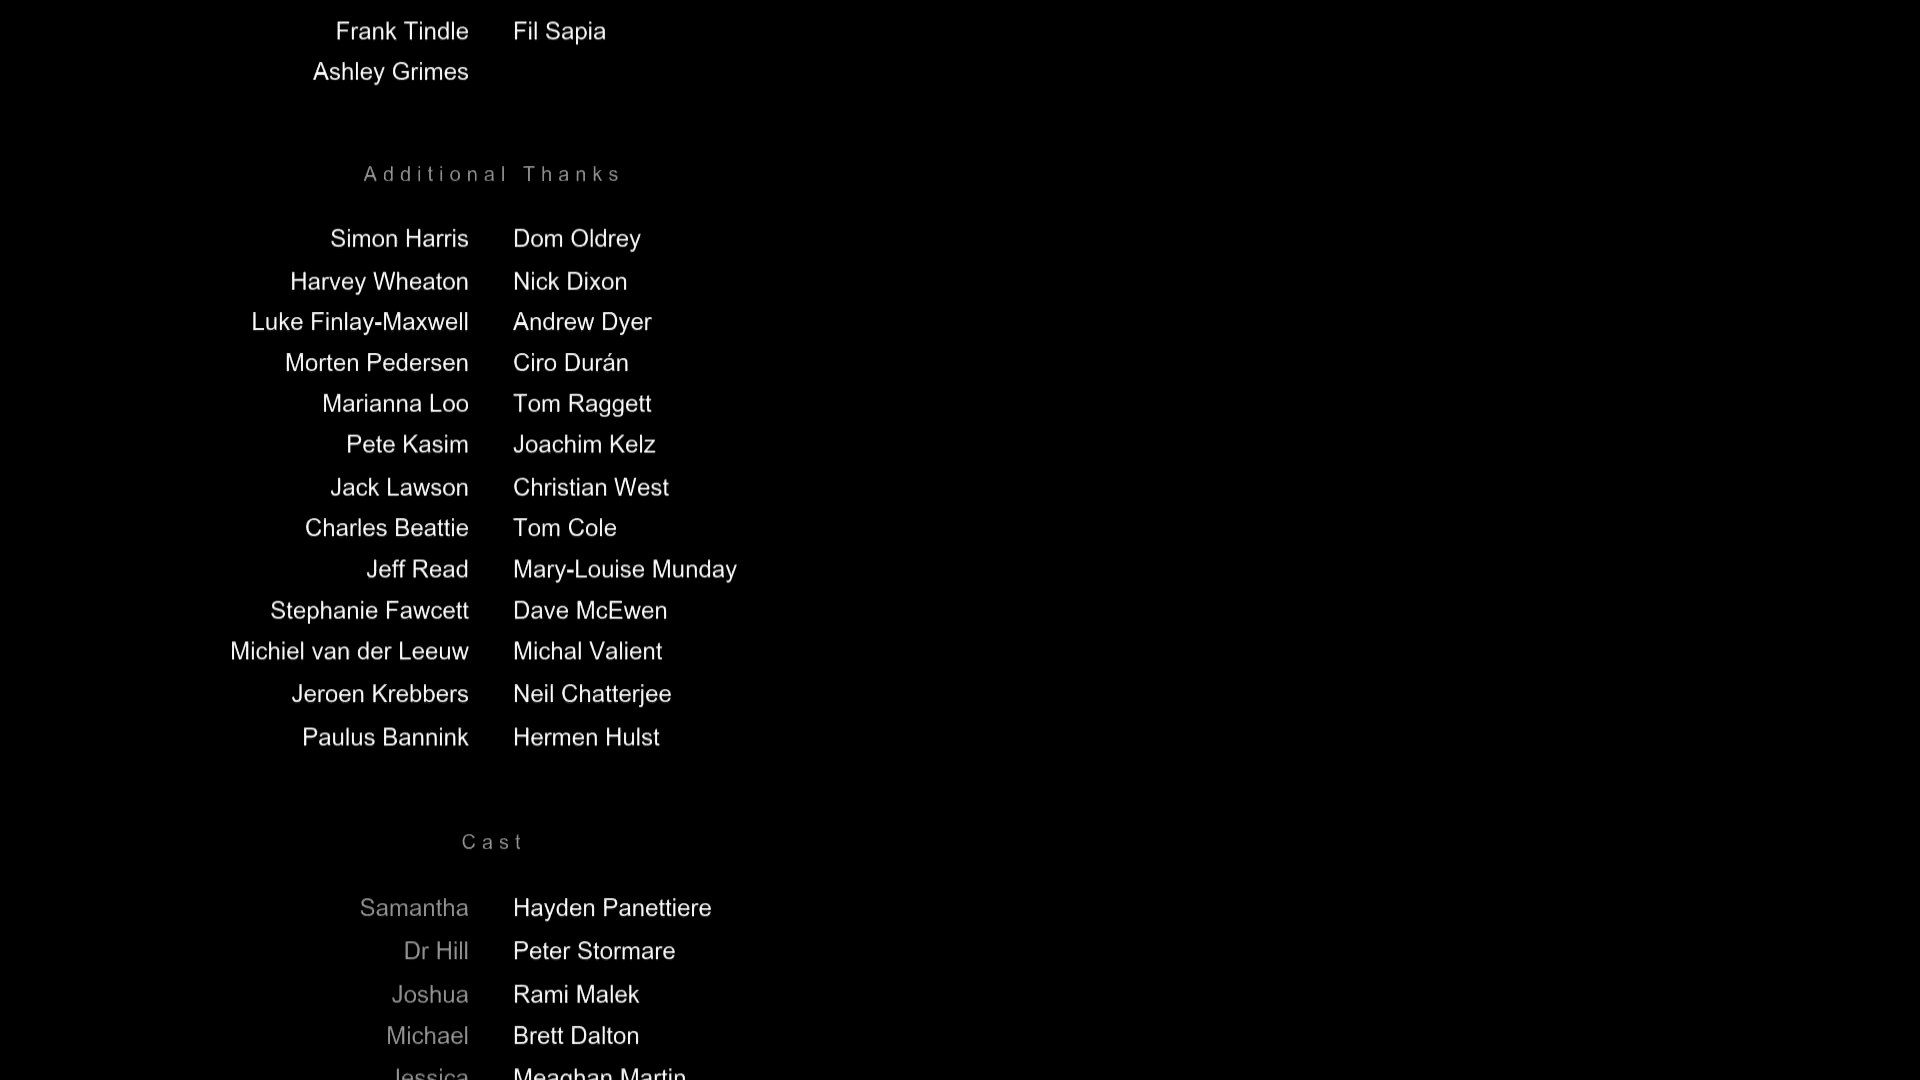 Frank Tindle Fil Sapia
Ashley Grimes
Additional Thanks
Simon Harris Dom Oldrey
Harvey Wheaton Nick Dixon
Luke Finlay-Maxwell Andrew Dyer
Morten Pedersen Ciro Durán
Marianna Loo Tom Raggett
Pete Kasim Joachim Kelz
Jack Lawson Christian West
Charles Beattie Tom Cole
Jeff Read Mary-Louise Munday
Stephanie Fawcett Dave McEwen
Michiel van der Leeuw Michal Valient
Jeroen Krebbers Neil Chatterjee
Paulus Bannink Hermen Hulst
Cast
Samantha Hayden Panettiere
Dr Hill Peter Stormare
Joshua Rami Malek
Michael Brett Dalton
Jessica Meaghan Martin